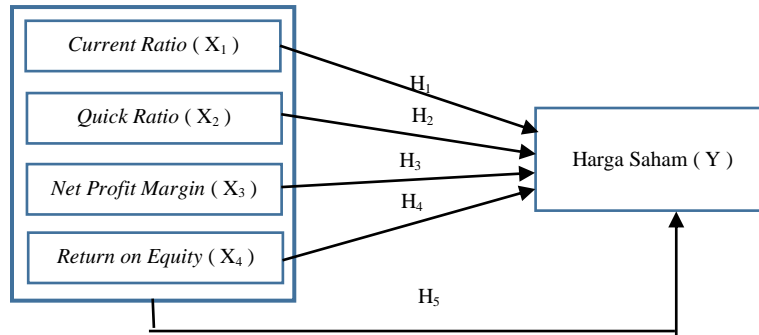 Current Ratio ( X₁ )
H₁
Quick Ratio ( X₂ )
H₂
Harga Saham ( Y )
Net Profit Margin ( X₃ )
H₃
H₄
Return on Equity ( X₄ )
H₅